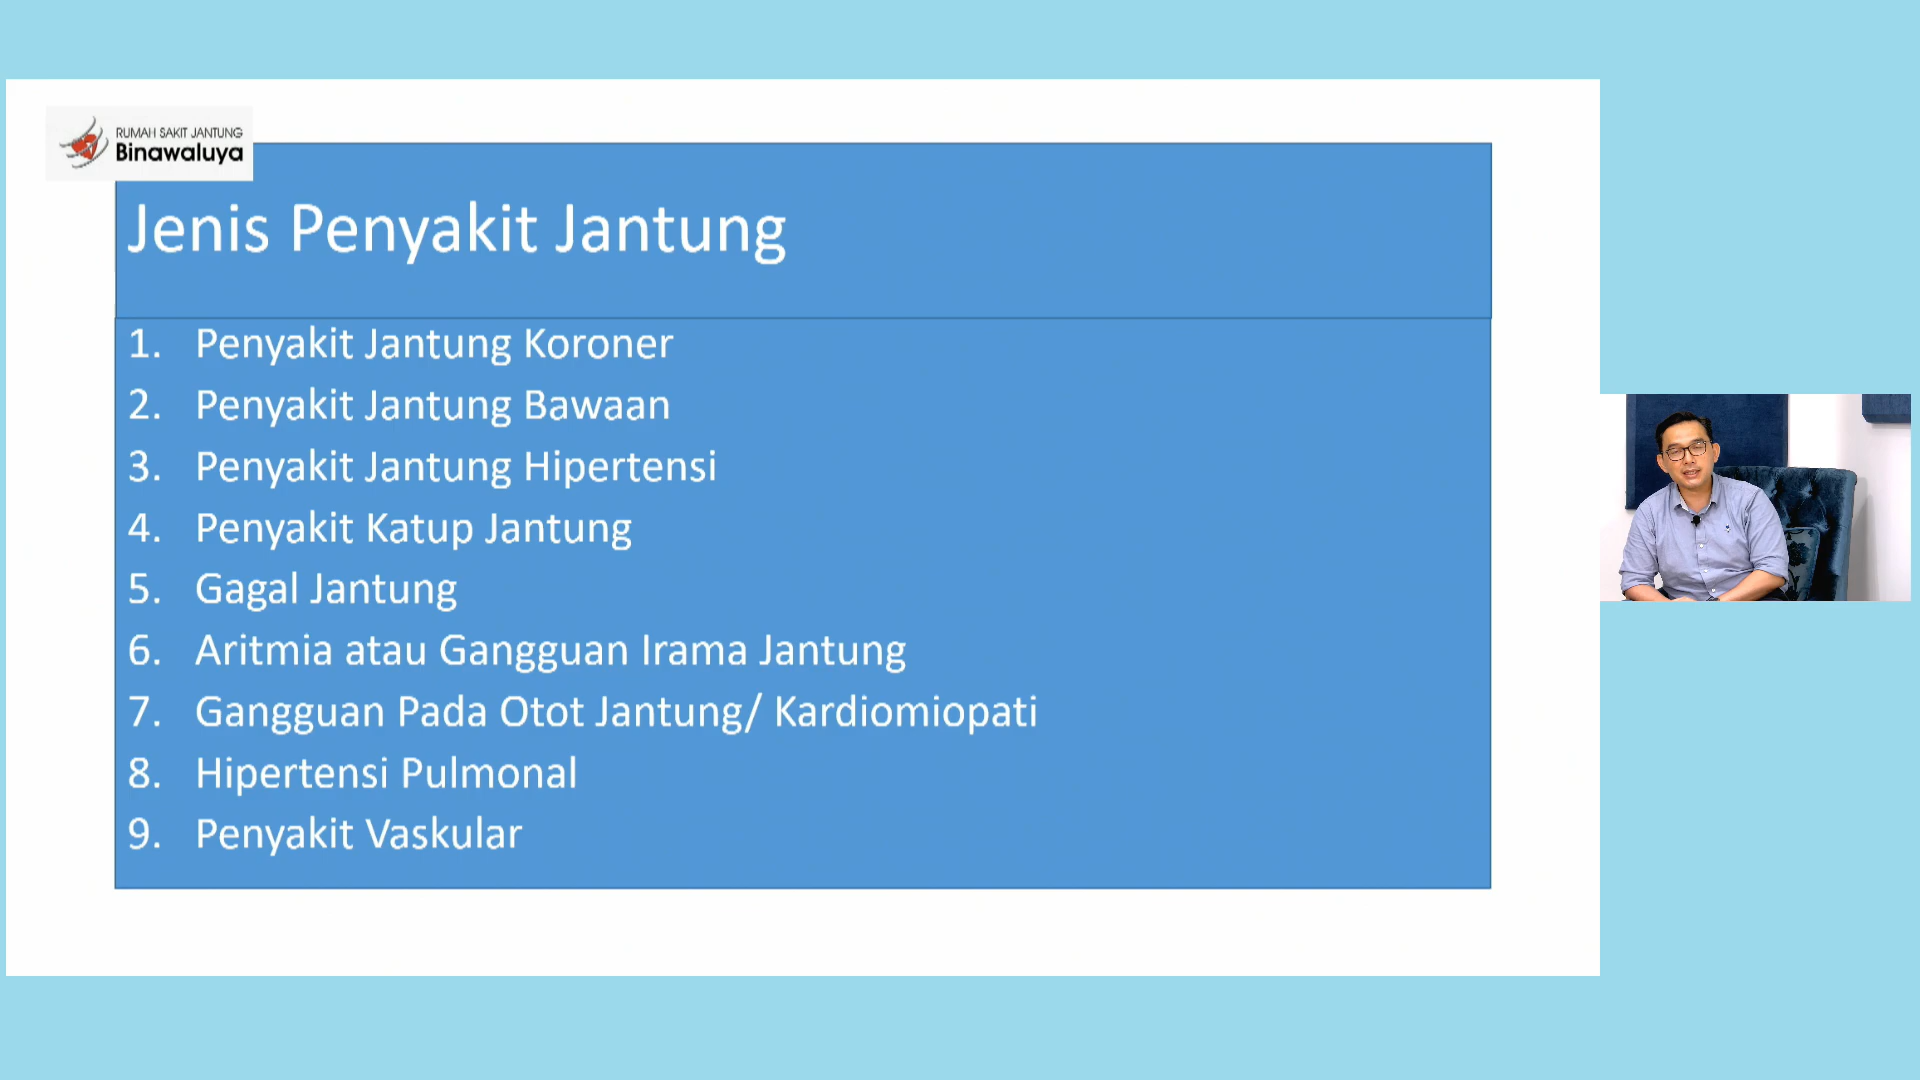 RUMAH SAKIT JANTUNG
Binawaluya
Jenis Penyakit Jantung
1. Penyakit Jantung Koroner
2. Penyakit Jantung Bawaan
3. Penyakit Jantung Hipertensi
4. Penyakit Katup Jantung
5. Gagal Jantung
6. Aritmia atau Gangguan Irama Jantung
7. Gangguan Pada Otot Jantung/ Kardiomiopati
8. Hipertensi Pulmonal
9. Penyakit Vaskular